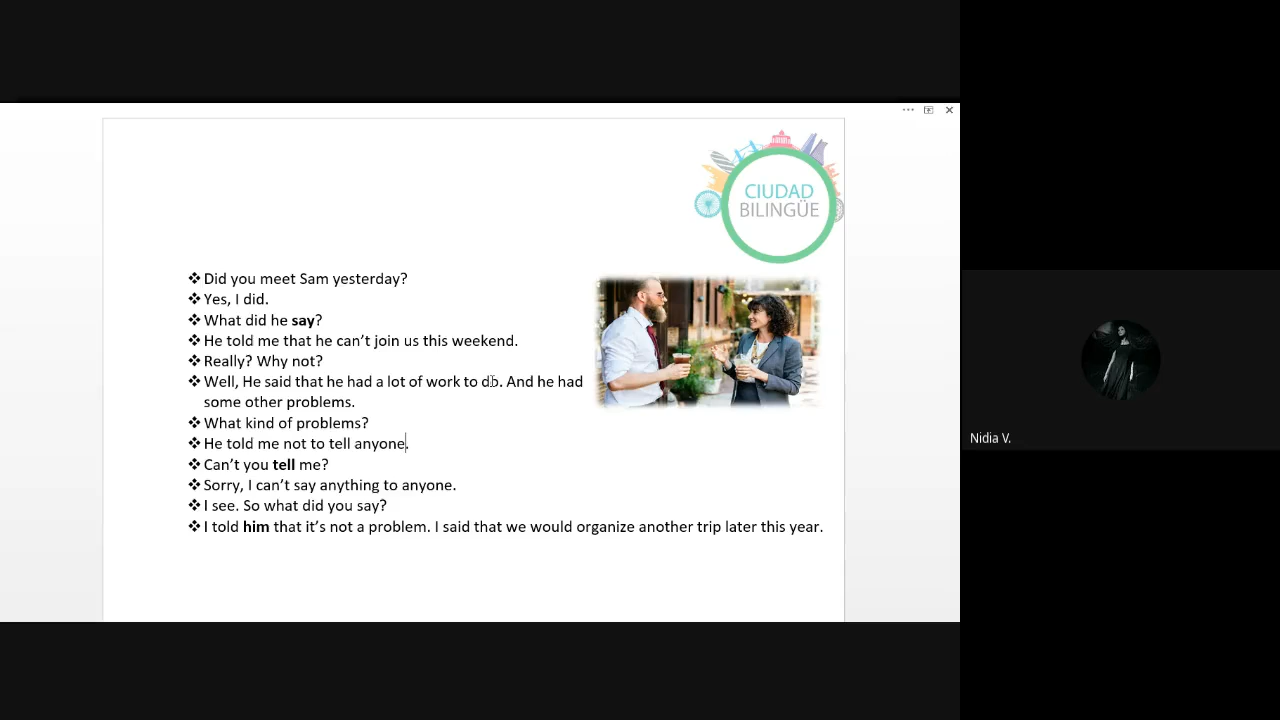 CIUDAD
BILINGÜE
❖ Did you meet Sam yesterday?
❖ Yes, I did.
❖ What did he say?
❖ He told me that he can’t join us this weekend.
❖ Really? Why not?
❖ Well, He said that he had a lot of work to do. And he had
some other problems.
❖ What kind of problems?
❖ He told me not to tell anyone.
❖ Can’t you tell me?
❖ Sorry, I can’t say anything to anyone.
❖ I see. So what did you say?
❖ I told him that it’s not a problem. I said that we would organize another trip later this year.
Nidia V.